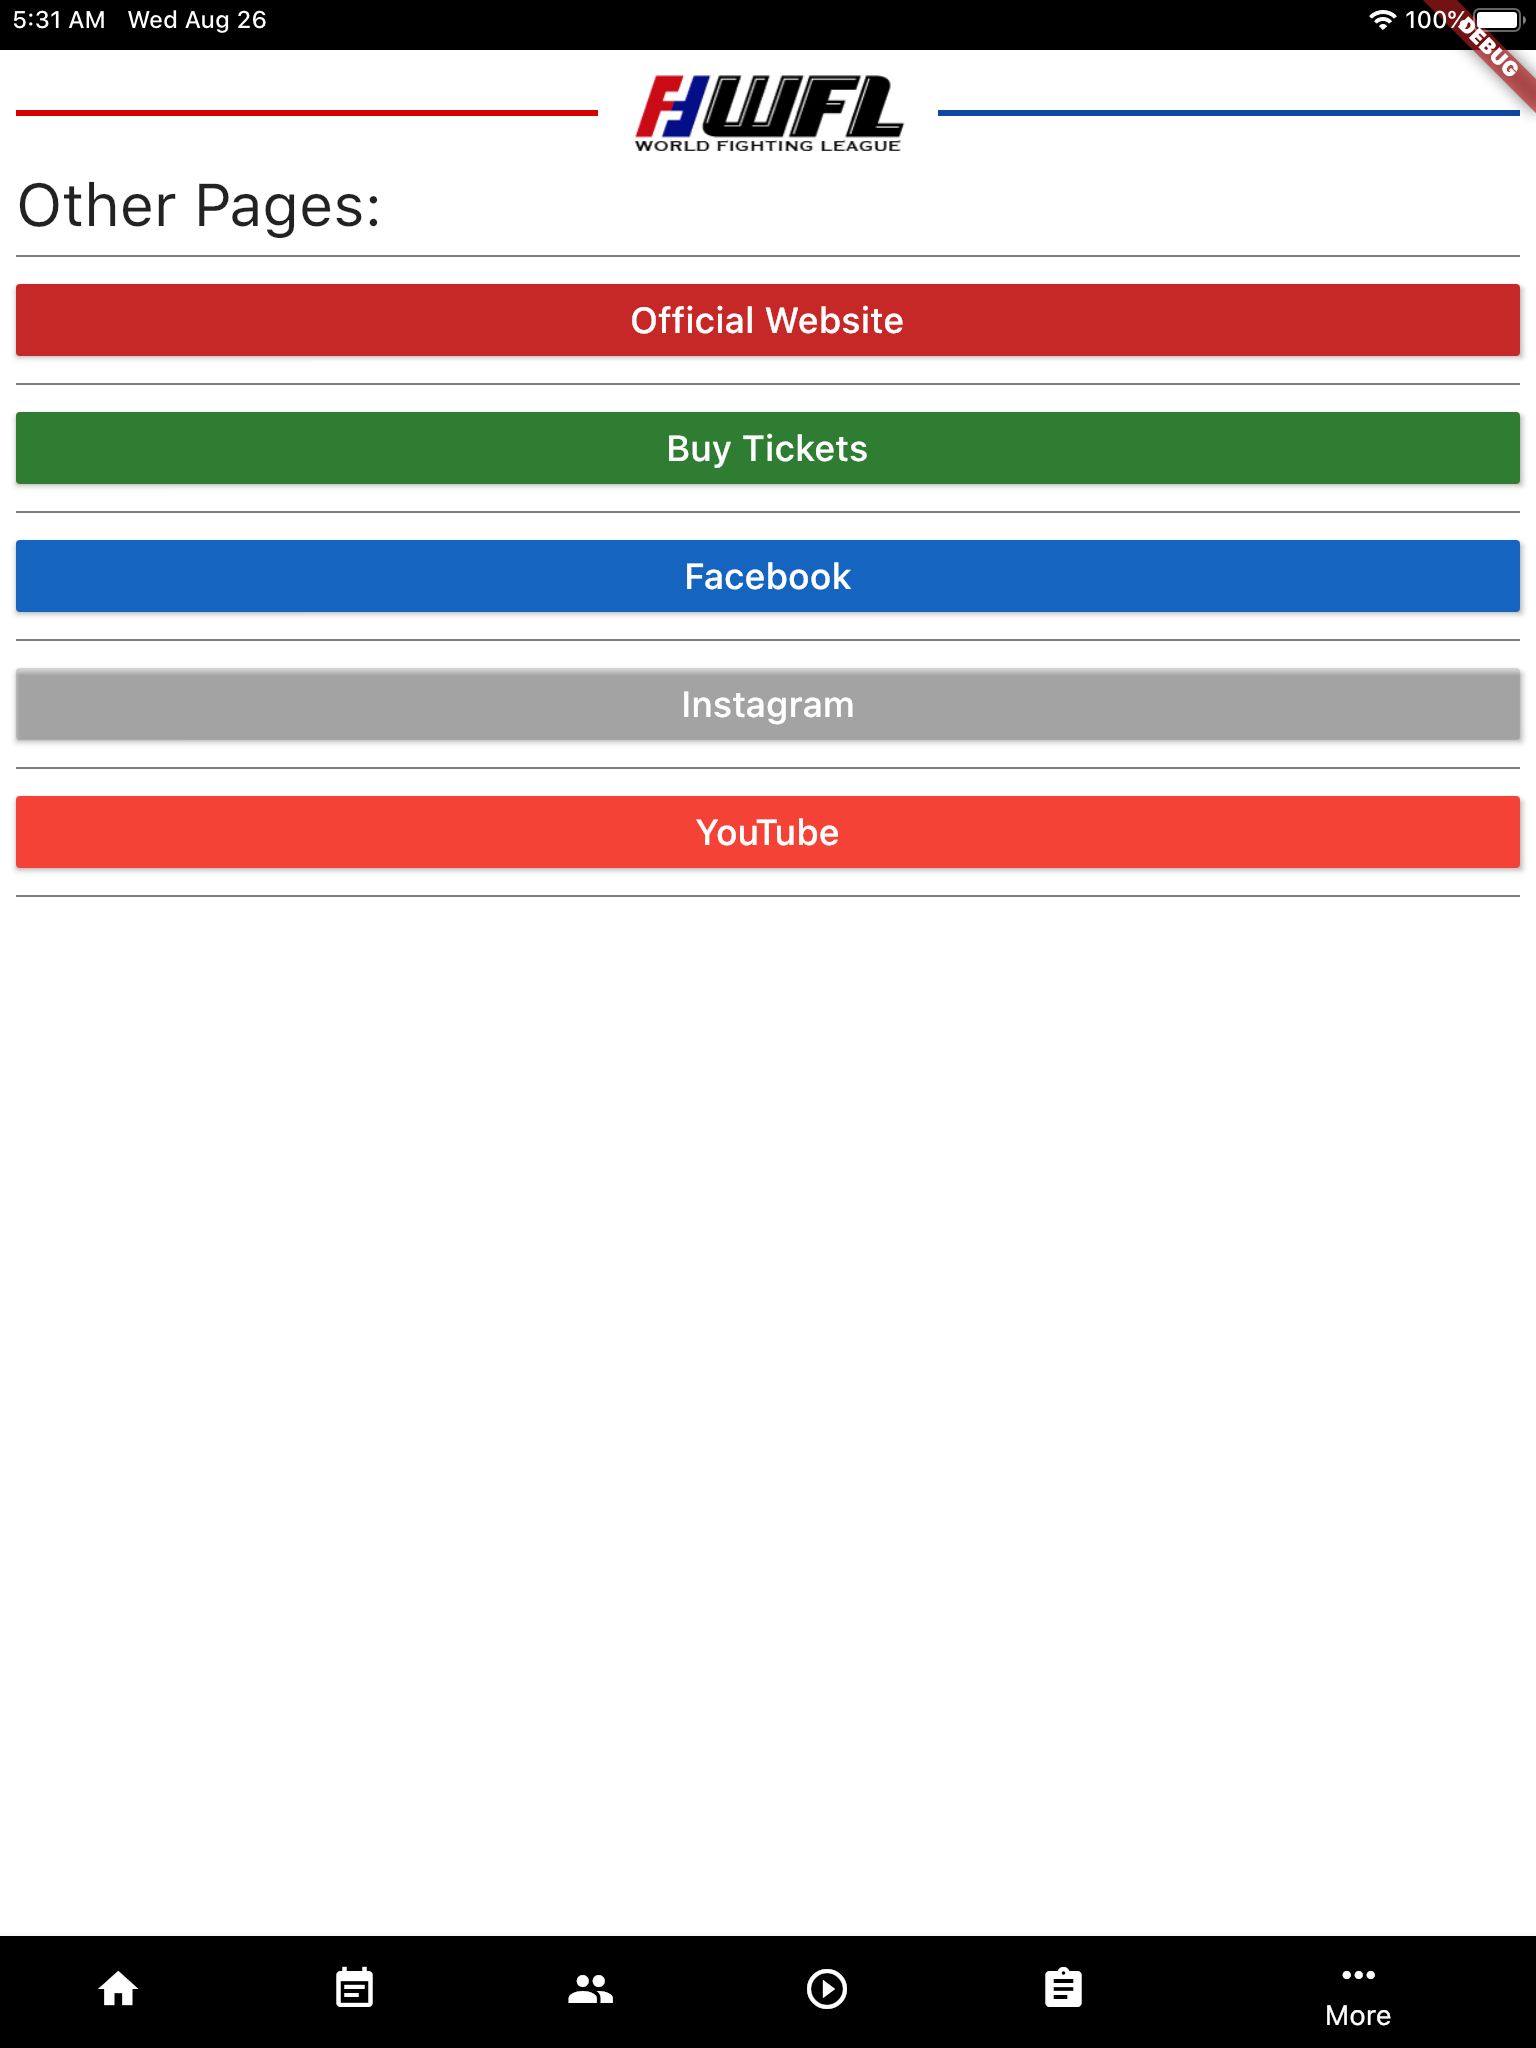 5:31 AM Wed Aug 26
100%
DEBUG
WFL
WORLD FIGHTING LEAGUE
Other Pages:
Official Website
Buy Tickets
Facebook
Instagram
YouTube
More